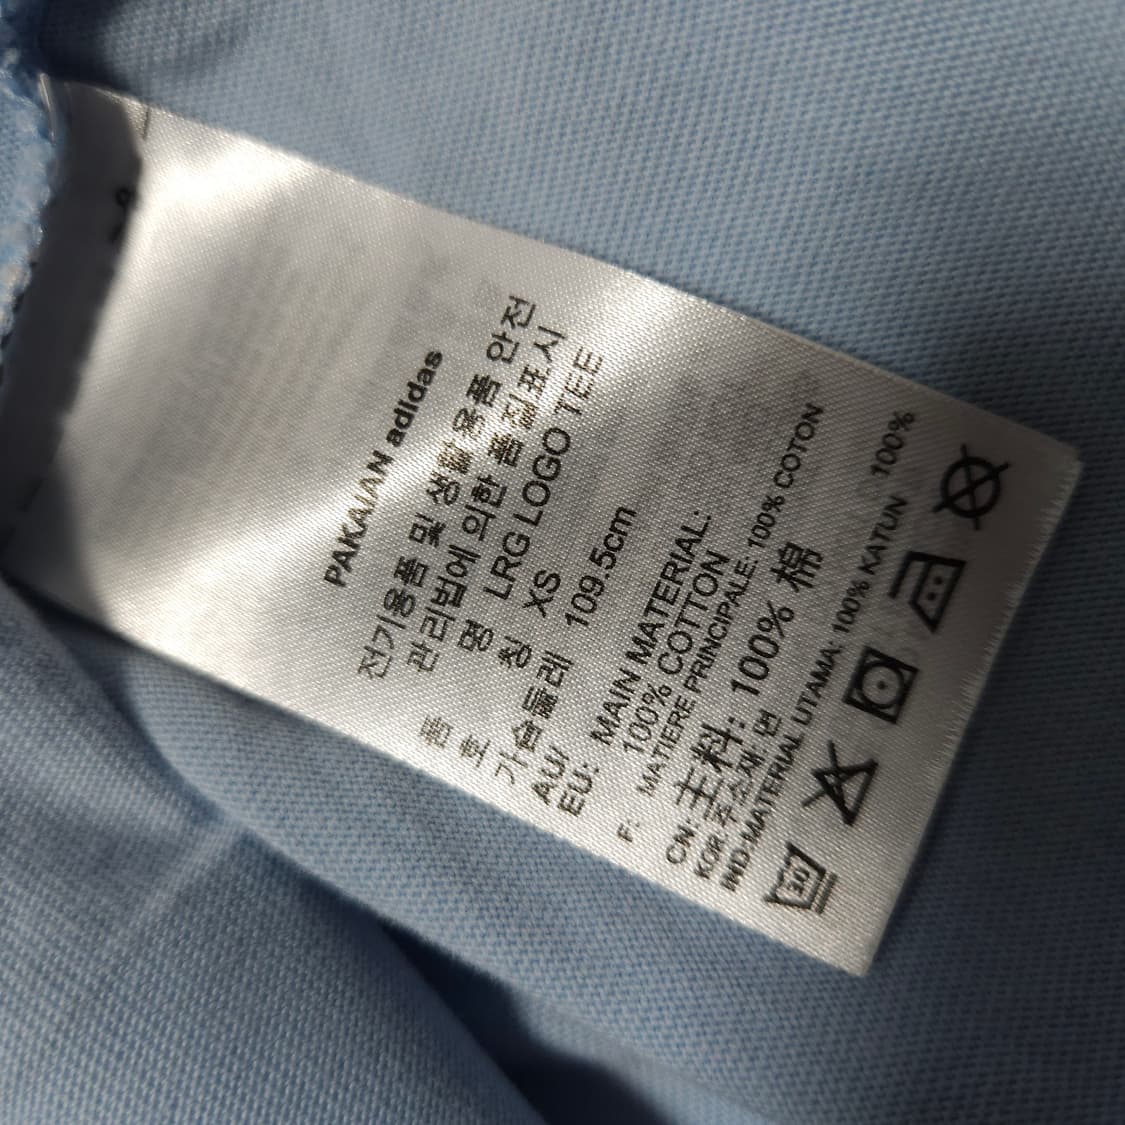 PAKAIAN adidas
전기용품 및 생활용품 안전
관리법에 의한 품질표시
품 명 LRG LOGO TEE
호 칭 XS
가슴둘레 109.5cm
AU/
EU: MAIN MATERIAL:
100% COTTON
F: MATIERE PRINCIPALE: 100% COTON
CN: 主料: 100% 棉
KOR: 주소재: 면 100%
IND-MATERIAL UTAMA: 100% KATUN
30